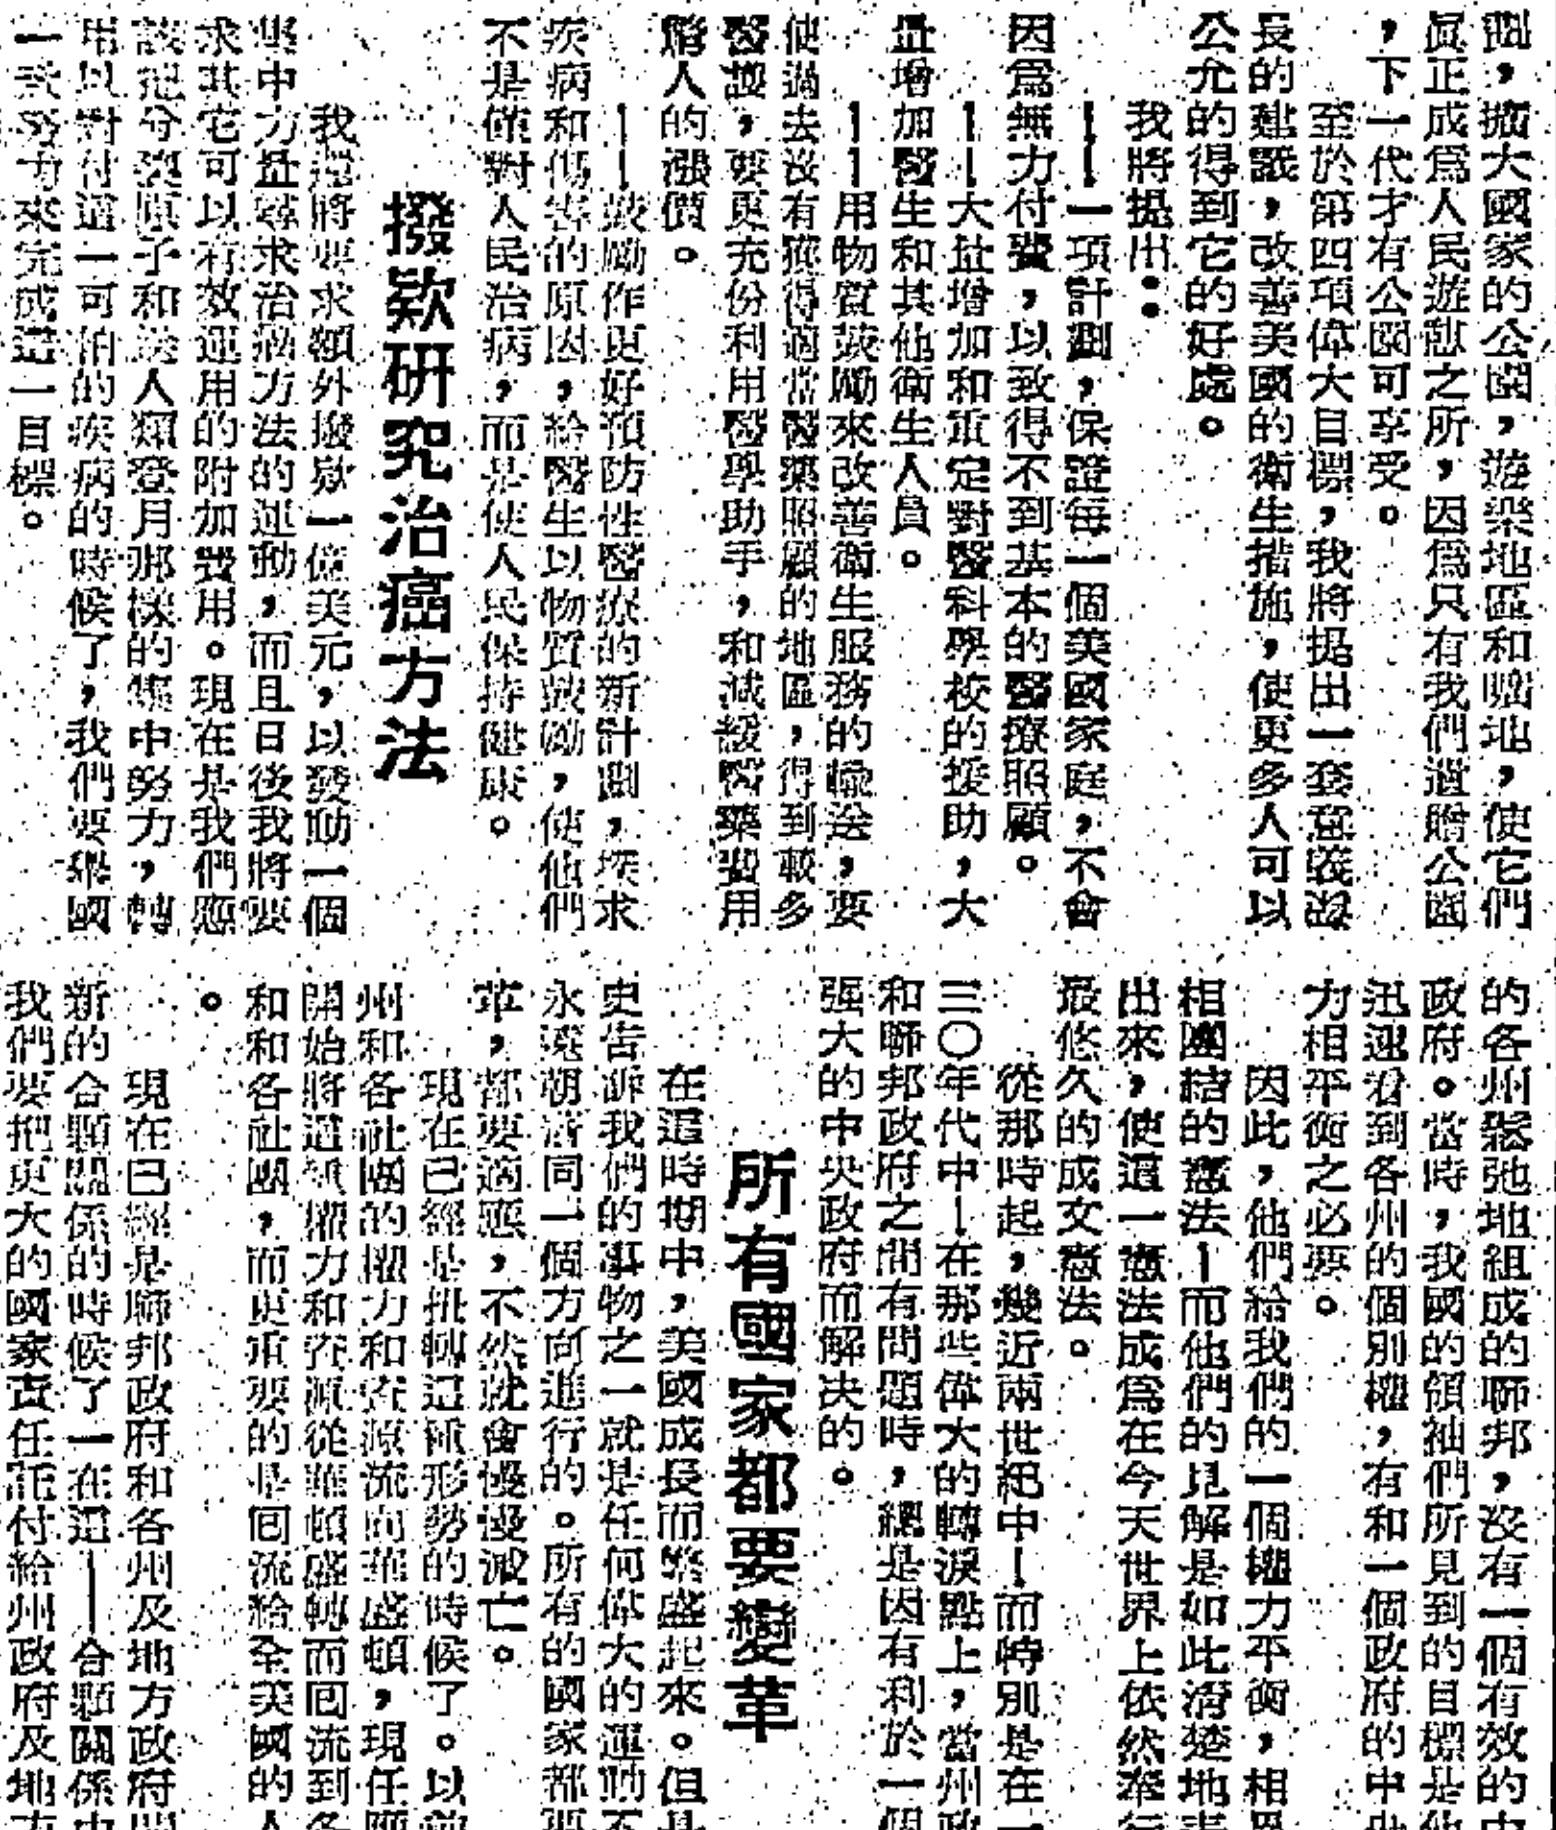 劃，擴大國家的公園，遊樂地區和曠地，使它們
眞正成爲人民遊憩之所，因爲只有我們遺贈公園
，下一代才有公園可享受。
至於第四項偉大目標，我將提出一套意義深
長的建議，改善美國的衛生措施，使更多人可以
公允的得到它的好處。
我將提出：
——一項計劃，保證每一個美國家庭，不會
因爲無力付費，以致得不到基本的醫療照顧。
——大量增加和重定對醫科學校的援助，大
量增加醫生和其他衛生人員。
——用物質鼓勵來改善衛生服務的輸送，要
使過去沒有獲得適當醫藥照顧的地區，得到較多
醫護，要更充份利用醫學助手，和減緩醫藥費用
人的漲價。
——鼓勵作更好預防性醫療的新計劃，探求
疾病和傷害的原因，給醫生以物質鼓勵，使他們
不是僅對人民治病，而是使人民保持健康。
撥欵研究治癌方法
我還將要求額外撥欵一億美元，以發動一個
集中力量尋求治癌方法的運動，而且日後我將要
求其它可以有效運用的附加費用。現在是我們應
該把分裂原子和送人類登月那樣的集中努力，轉
用以對付這一可怕的疾病的時候了，我們要舉國
一致努力來完成這一目標。
的各州鬆弛地組成的聯邦，沒有一個有效的中
政府。當時，我國的領袖們所見到的目標是他
迅速看到各州的個別權，有和一個政府的中央
力相平衡之必要。
因此，他們給我們的一個權力平衡，相異
相團結的憲法—而他們的見解是如此清楚地表
出來，使這一憲法成爲在今天世界上依然奉行
最悠久的成文憲法。
從那時起，幾近兩世紀中—而特別是在一
三〇年代中—在那些偉大的轉淚點上，當州政
和聯邦政府之間有問題時，總是因有利於一個
强大的中央政府而解决的。
所有國家都要變革
在這時期中，美國成長而繁盛起來。但是
史告訴我們的事物之一就是任何偉大的運動不
永遠朝着同一個方向進行的。所有的國家都要
革，都要適應，不然就會慢慢滅亡。
現在已經是扭轉這種形勢的時候了。以前
州和各社團的權力和資源流向華盛頓，現任應
開始將這權力和資源從華頓盛轉而囘流到各
和和各社團，而更重要的是囘流給全美國的人
。
現在已經是聯邦政府和各州及地方政府間
新的合夥關係的時候了—在這——合夥關係中
我們要把更大的國家責任託付給州政府及地方